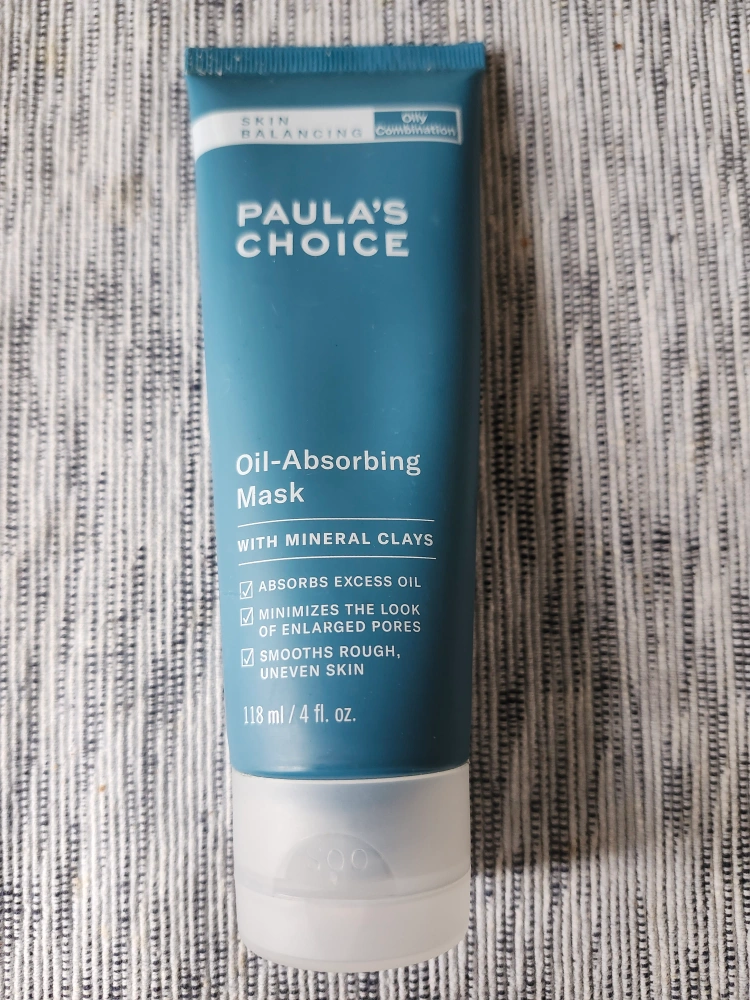 SKIN
BALANCING
Oily
Combination
PAULA'S
CHOICE
Oil-Absorbing
Mask
WITH MINERAL CLAYS
ABSORBS EXCESS OIL
MINIMIZES THE LOOK
OF ENLARGED PORES
SMOOTHS ROUGH,
UNEVEN SKIN
118 ml / 4 fl. oz.